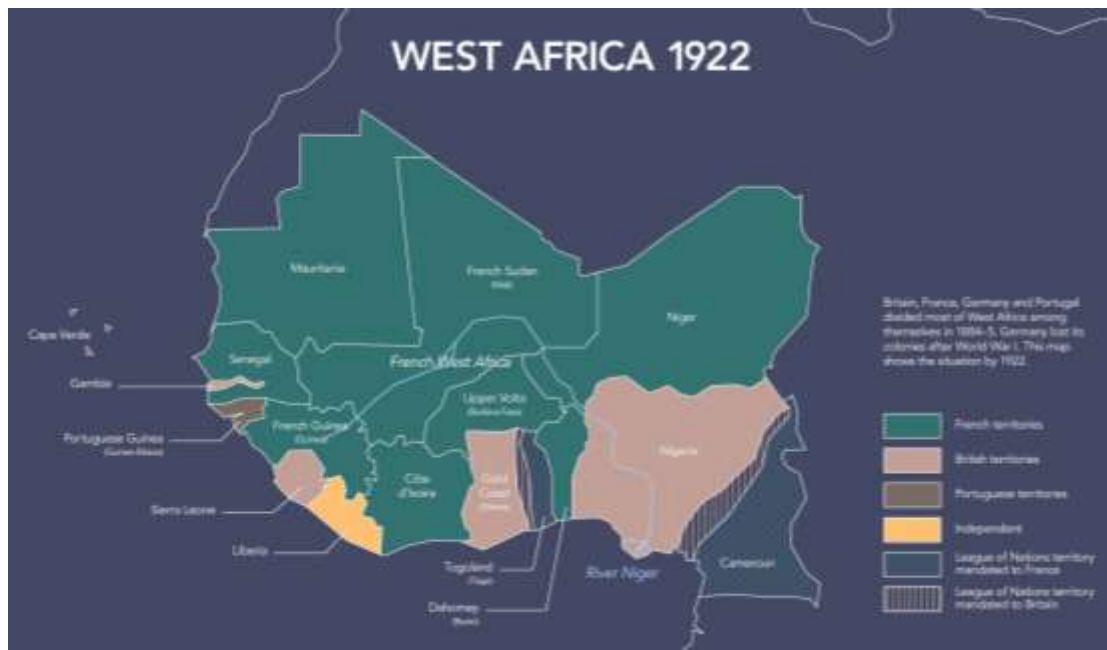 WEST AFRICA 1922
Mauritania
French Sudan
(Mali)
Niger
Cape Verde
Senegal
French West Africa
Gambia
Upper Volta
(Burkina Faso)
Portuguese Guinea
(Guinea-Bissau)
French Guinea
(Guinea)
Côte
d'Ivoire
Gold
Coast
(Ghana)
Nigeria
Sierra Leone
Liberia
Togoland
(Togo)
River Niger
Cameroun
Dahomey
(Benin)
Britain, France, Germany and Portugal
divided most of West Africa among
themselves in 1884-5. Germany lost its
colonies after World War I. This map
shows the situation by 1922.
French territories
British territories
Portuguese territories
Independent
League of Nations territory
mandated to France
League of Nations territory
mandated to Britain